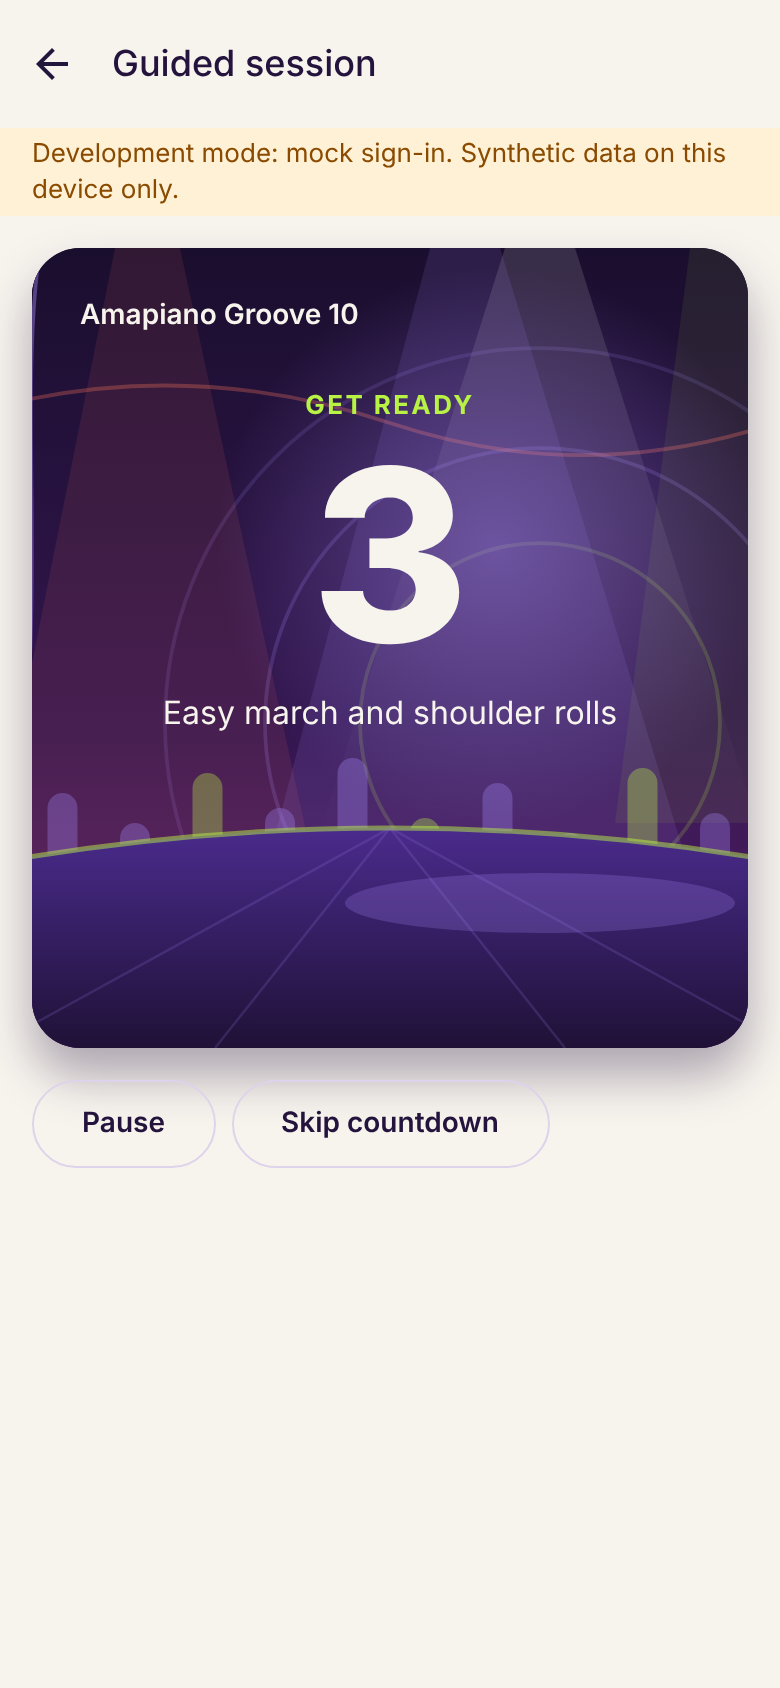 Guided session
Development mode: mock sign-in. Synthetic data on this
device only.
Amapiano Groove 10
GET READY
3
Easy march and shoulder rolls
Pause
Skip countdown